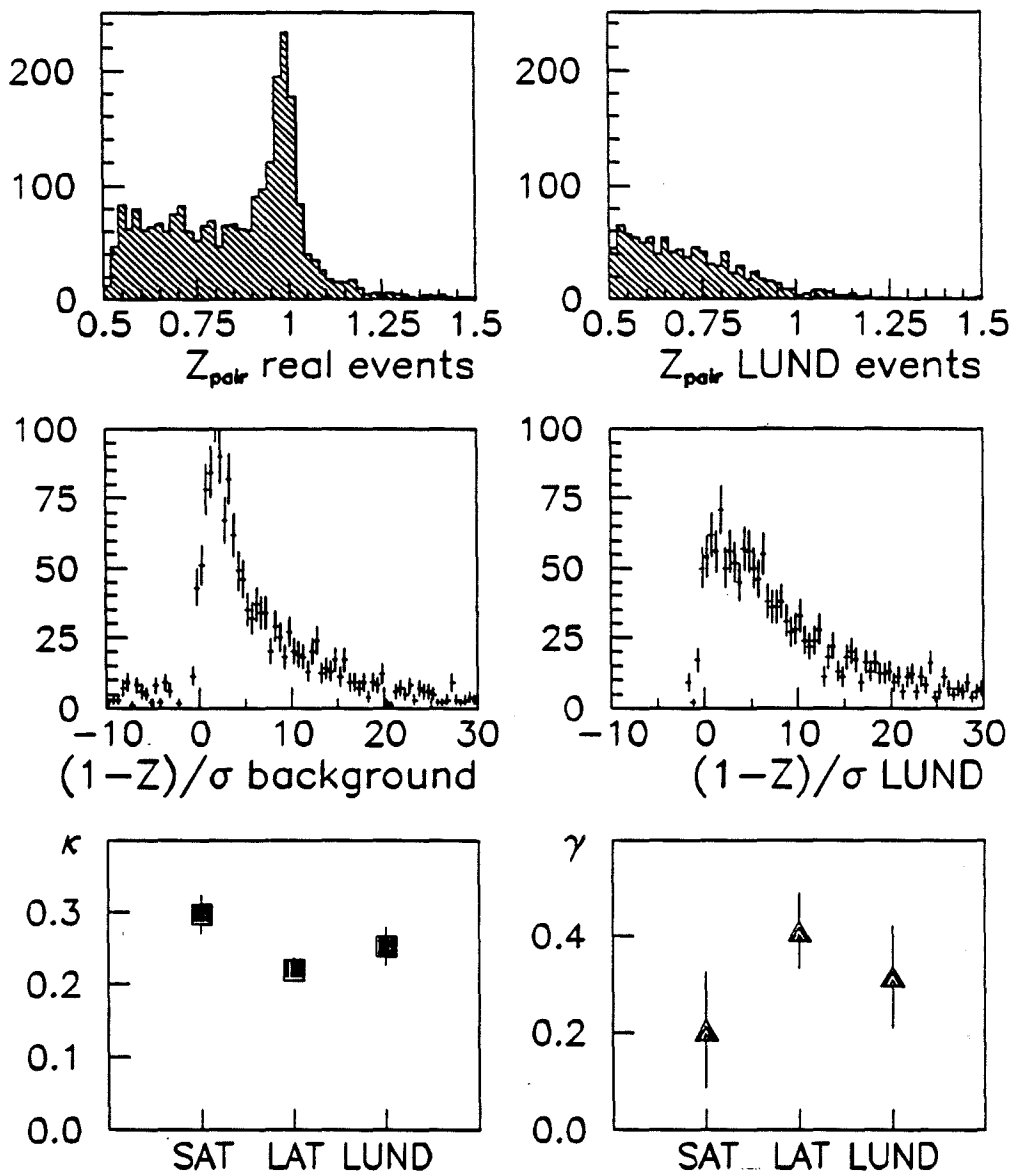 200
100
0
0.5 0.75 1 1.25 1.5
Z_pair real events
200
100
0
0.5 0.75 1 1.25 1.5
Z_pair LUND events
100
75
50
25
0
-10 0 10 20 30
(1-Z)/σ background
100
75
50
25
0
-10 0 10 20 30
(1-Z)/σ LUND
κ
0.3
0.2
0.1
0.0
SAT LAT LUND
γ
0.4
0.2
0.0
SAT LAT LUND